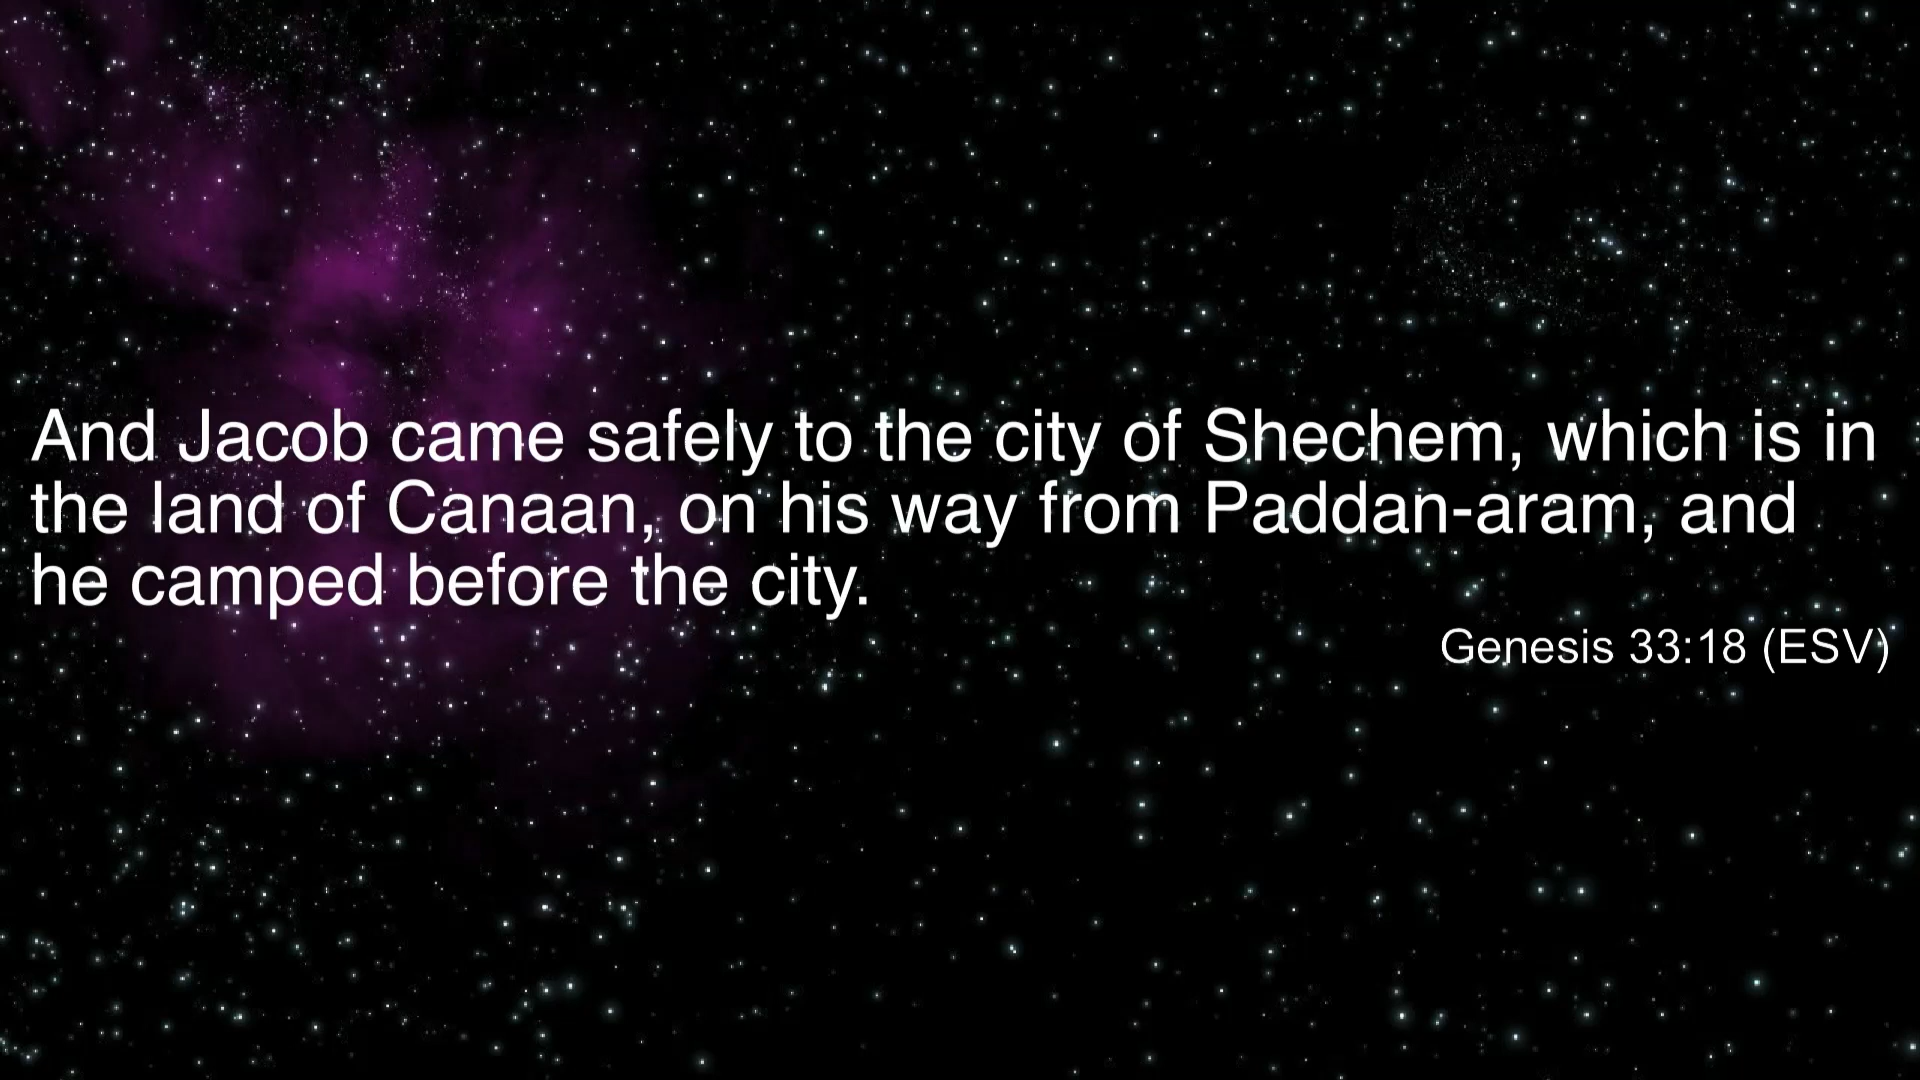 And Jacob came safely to the city of Shechem, which is in
the land of Canaan, on his way from Paddan-aram, and
he camped before the city.
Genesis 33:18 (ESV)